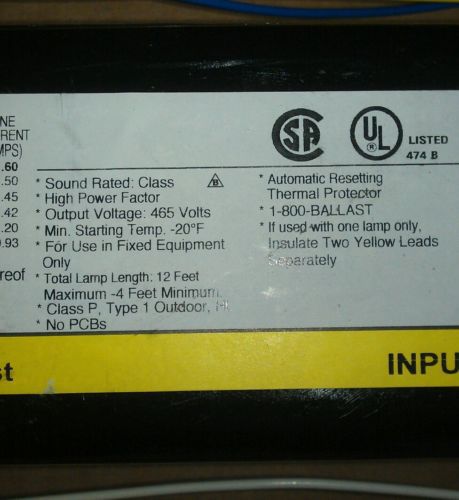 NE
RENT
MPS)
.60
.50
.45
.42
.20
0.93
reof
* Sound Rated: Class B
* High Power Factor
* Output Voltage: 465 Volts
* Min. Starting Temp. -20°F
* For Use in Fixed Equipment
Only
* Total Lamp Length: 12 Feet
Maximum -4 Feet Minimum.
* Class P, Type 1 Outdoor,
* No PCBs
SA
UL
®
LISTED
474 B
* Automatic Resetting
Thermal Protector
* 1-800-BALLAST
* If used with one lamp only,
Insulate Two Yellow Leads
Separately
st
INPU